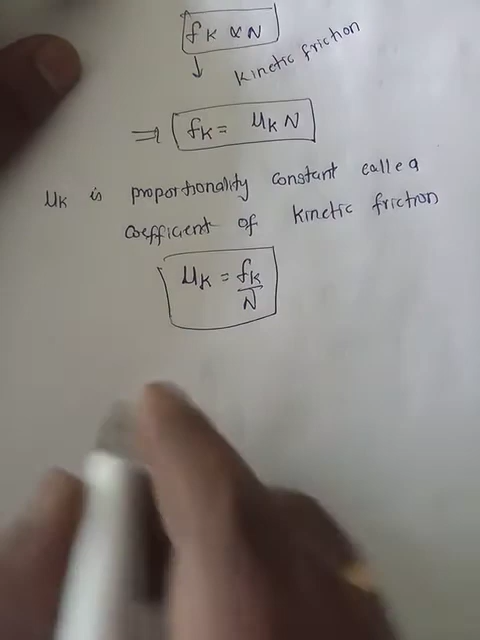 fK ∝ N
↓ Kinetic friction
⇒ fK = μK N
μK is proportionality constant called
coefficient of kinetic friction
μK = fK/N